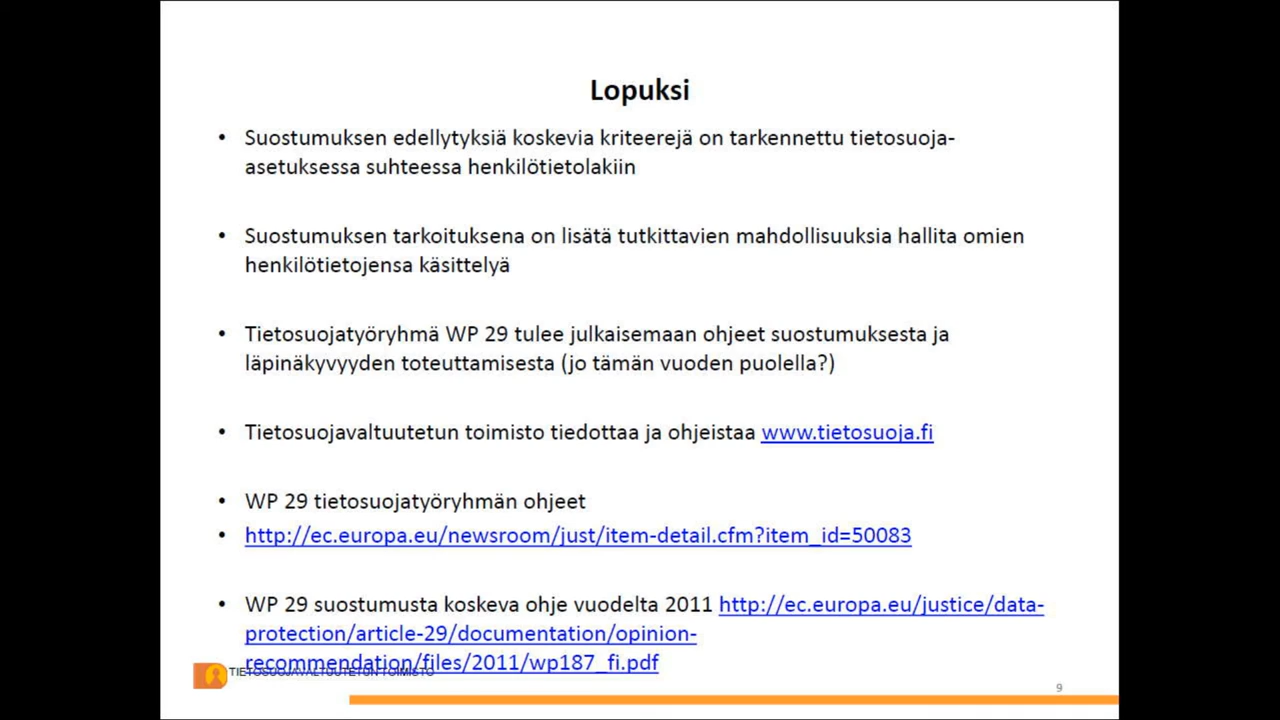 Lopuksi
• Suostumuksen edellytyksiä koskevia kriteerejä on tarkennettu tietosuoja-
asetuksessa suhteessa henkilötietolakiin
• Suostumuksen tarkoituksena on lisätä tutkittavien mahdollisuuksia hallita omien
henkilötietojensa käsittelyä
• Tietosuojatyöryhmä WP 29 tulee julkaisemaan ohjeet suostumuksesta ja
läpinäkyvyyden toteuttamisesta (jo tämän vuoden puolella?)
• Tietosuojavaltuutetun toimisto tiedottaa ja ohjeistaa www.tietosuoja.fi
• WP 29 tietosuojatyöryhmän ohjeet
• http://ec.europa.eu/newsroom/just/item-detail.cfm?item_id=50083
• WP 29 suostumusta koskeva ohje vuodelta 2011 http://ec.europa.eu/justice/data-
protection/article-29/documentation/opinion-
recommendation/files/2011/wp187_fi.pdf
TIETOSUOJAVALTUUTETUN TOIMISTO
9